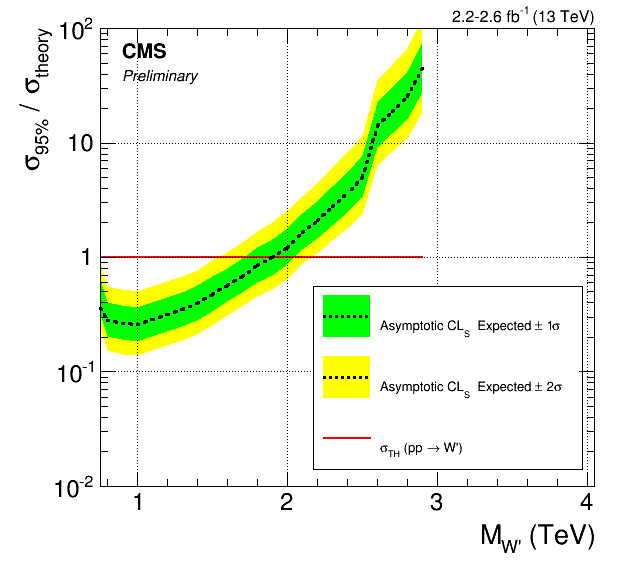 2.2-2.6 fb⁻¹ (13 TeV)
CMS
Preliminary
σ95% / σtheory
10²
10
1
10⁻¹
10⁻²
Asymptotic CLS Expected ± 1σ
Asymptotic CLS Expected ± 2σ
σTH (pp → W')
1 2 3 4
MW' (TeV)